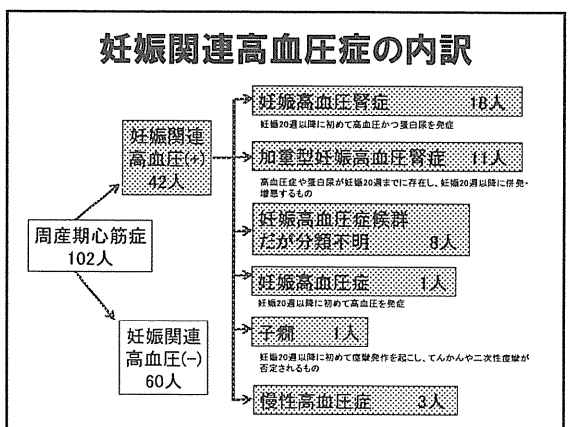 妊娠関連高血圧症の内訳
妊娠高血圧腎症 18人
妊娠20週以降に初めて高血圧かつ蛋白尿を発症
妊娠関連
高血圧(+)
42人
加重型妊娠高血圧腎症 11人
高血圧症や蛋白尿が妊娠20週までに存在し、妊娠20週以降に併発・
増悪するもの
妊娠高血圧症候群
だが分類不明 8人
周産期心筋症
102人
妊娠高血圧症 1人
妊娠20週以降に初めて高血圧を発症
妊娠関連
高血圧(-)
60人
子癇 1人
妊娠20週以降に初めて痙攣発作を起こし、てんかんや二次性痙攣が
否定されるもの
慢性高血圧症 3人